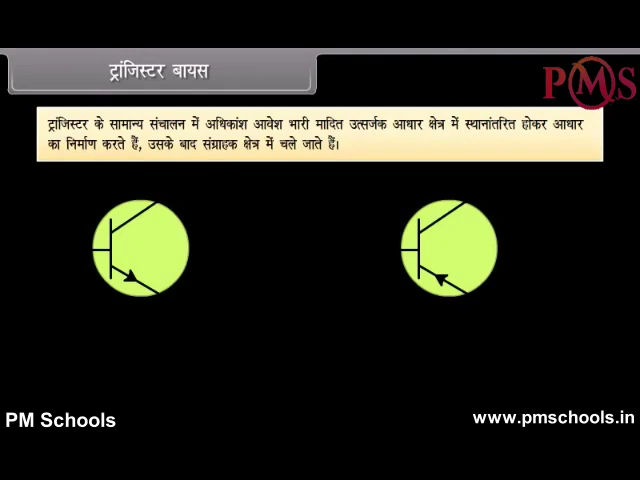 ट्रांजिस्टर बायस
PMS
ट्रांजिस्टर के सामान्य संचालन में अधिकांश आवेश भारी मादित उत्सर्जक आधार क्षेत्र में स्थानांतरित होकर आधार
का निर्माण करते हैं, उसके बाद संग्राहक क्षेत्र में चले जाते हैं।
PM Schools
www.pmschools.in